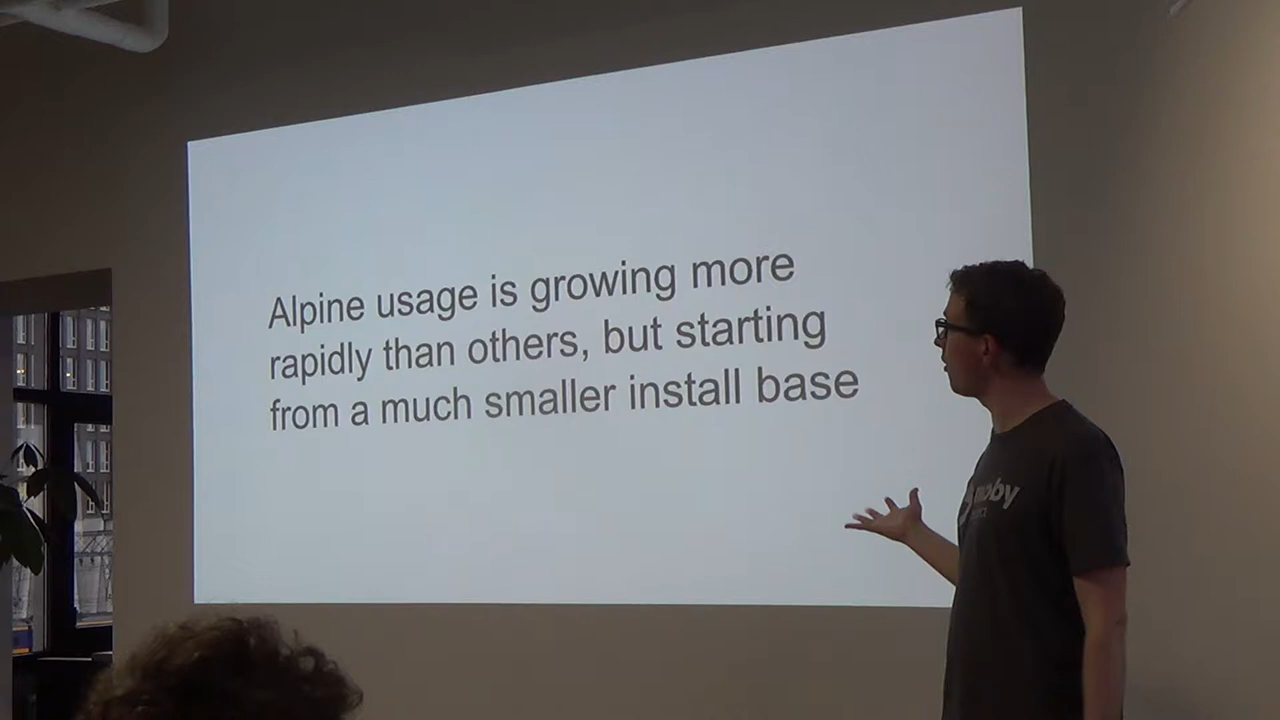 Alpine usage is growing more
rapidly than others, but starting
from a much smaller install base